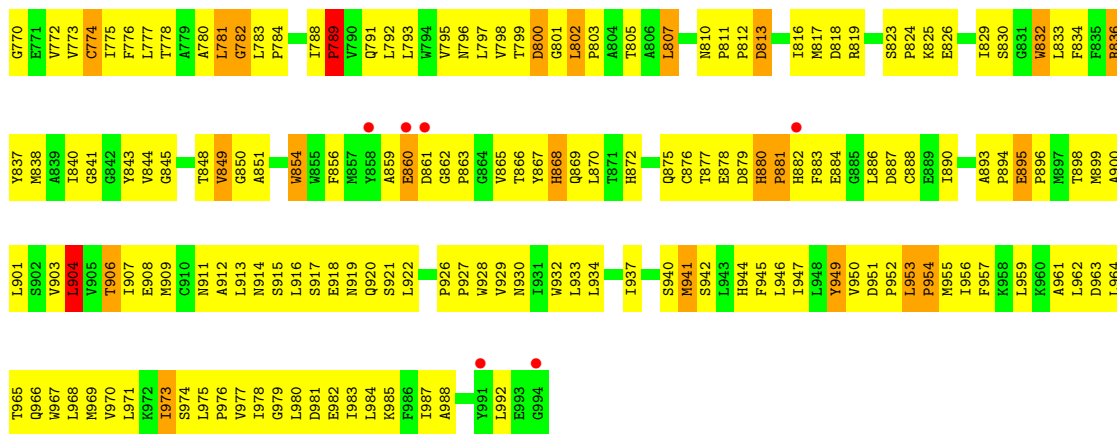 G770 E771 V772 V773 C774 I775 F776 L777 T778 A779 A780 L781 G782 L783 P784 I788 P789 V790 Q791 L792 L793 W794 V795 N796 L797 V798 T799 D800 G801 L802 P803 A804 T805 A806 L807 N810 P811 P812 D813 I816 M817 D818 R819 S823 P824 K825 E826 I829 S830 G831 W832 L833 F834 F835 R836
Y837 M838 A839 I840 G841 G842 Y843 V844 G845 T848 V849 G850 A851 W854 W855 F856 M857 Y858 A859 E860 D861 G862 P863 G864 V865 T866 Y867 H868 Q869 L870 T871 H872 Q875 C876 T877 E878 D879 H880 P881 H882 F883 E884 G885 L886 D887 C888 E889 I890 A893 P894 E895 P896 M897 T898 M899 A900
L901 S902 V903 L904 V905 T906 I907 E908 M909 C910 N911 A912 L913 N914 S915 L916 S917 E918 N919 Q920 S921 L922 P926 P927 W928 V929 N930 I931 W932 L933 L934 I937 S940 M941 S942 L943 H944 F945 L946 I947 L948 Y949 V950 D951 P952 L953 P954 M955 I956 F957 K958 L959 K960 A961 L962 D963 L964
T965 Q966 W967 L968 M969 V970 L971 K972 I973 S974 L975 P976 V977 I978 G979 L980 D981 E982 I983 L984 K985 F986 I987 A988 Y991 L992 E993 G994